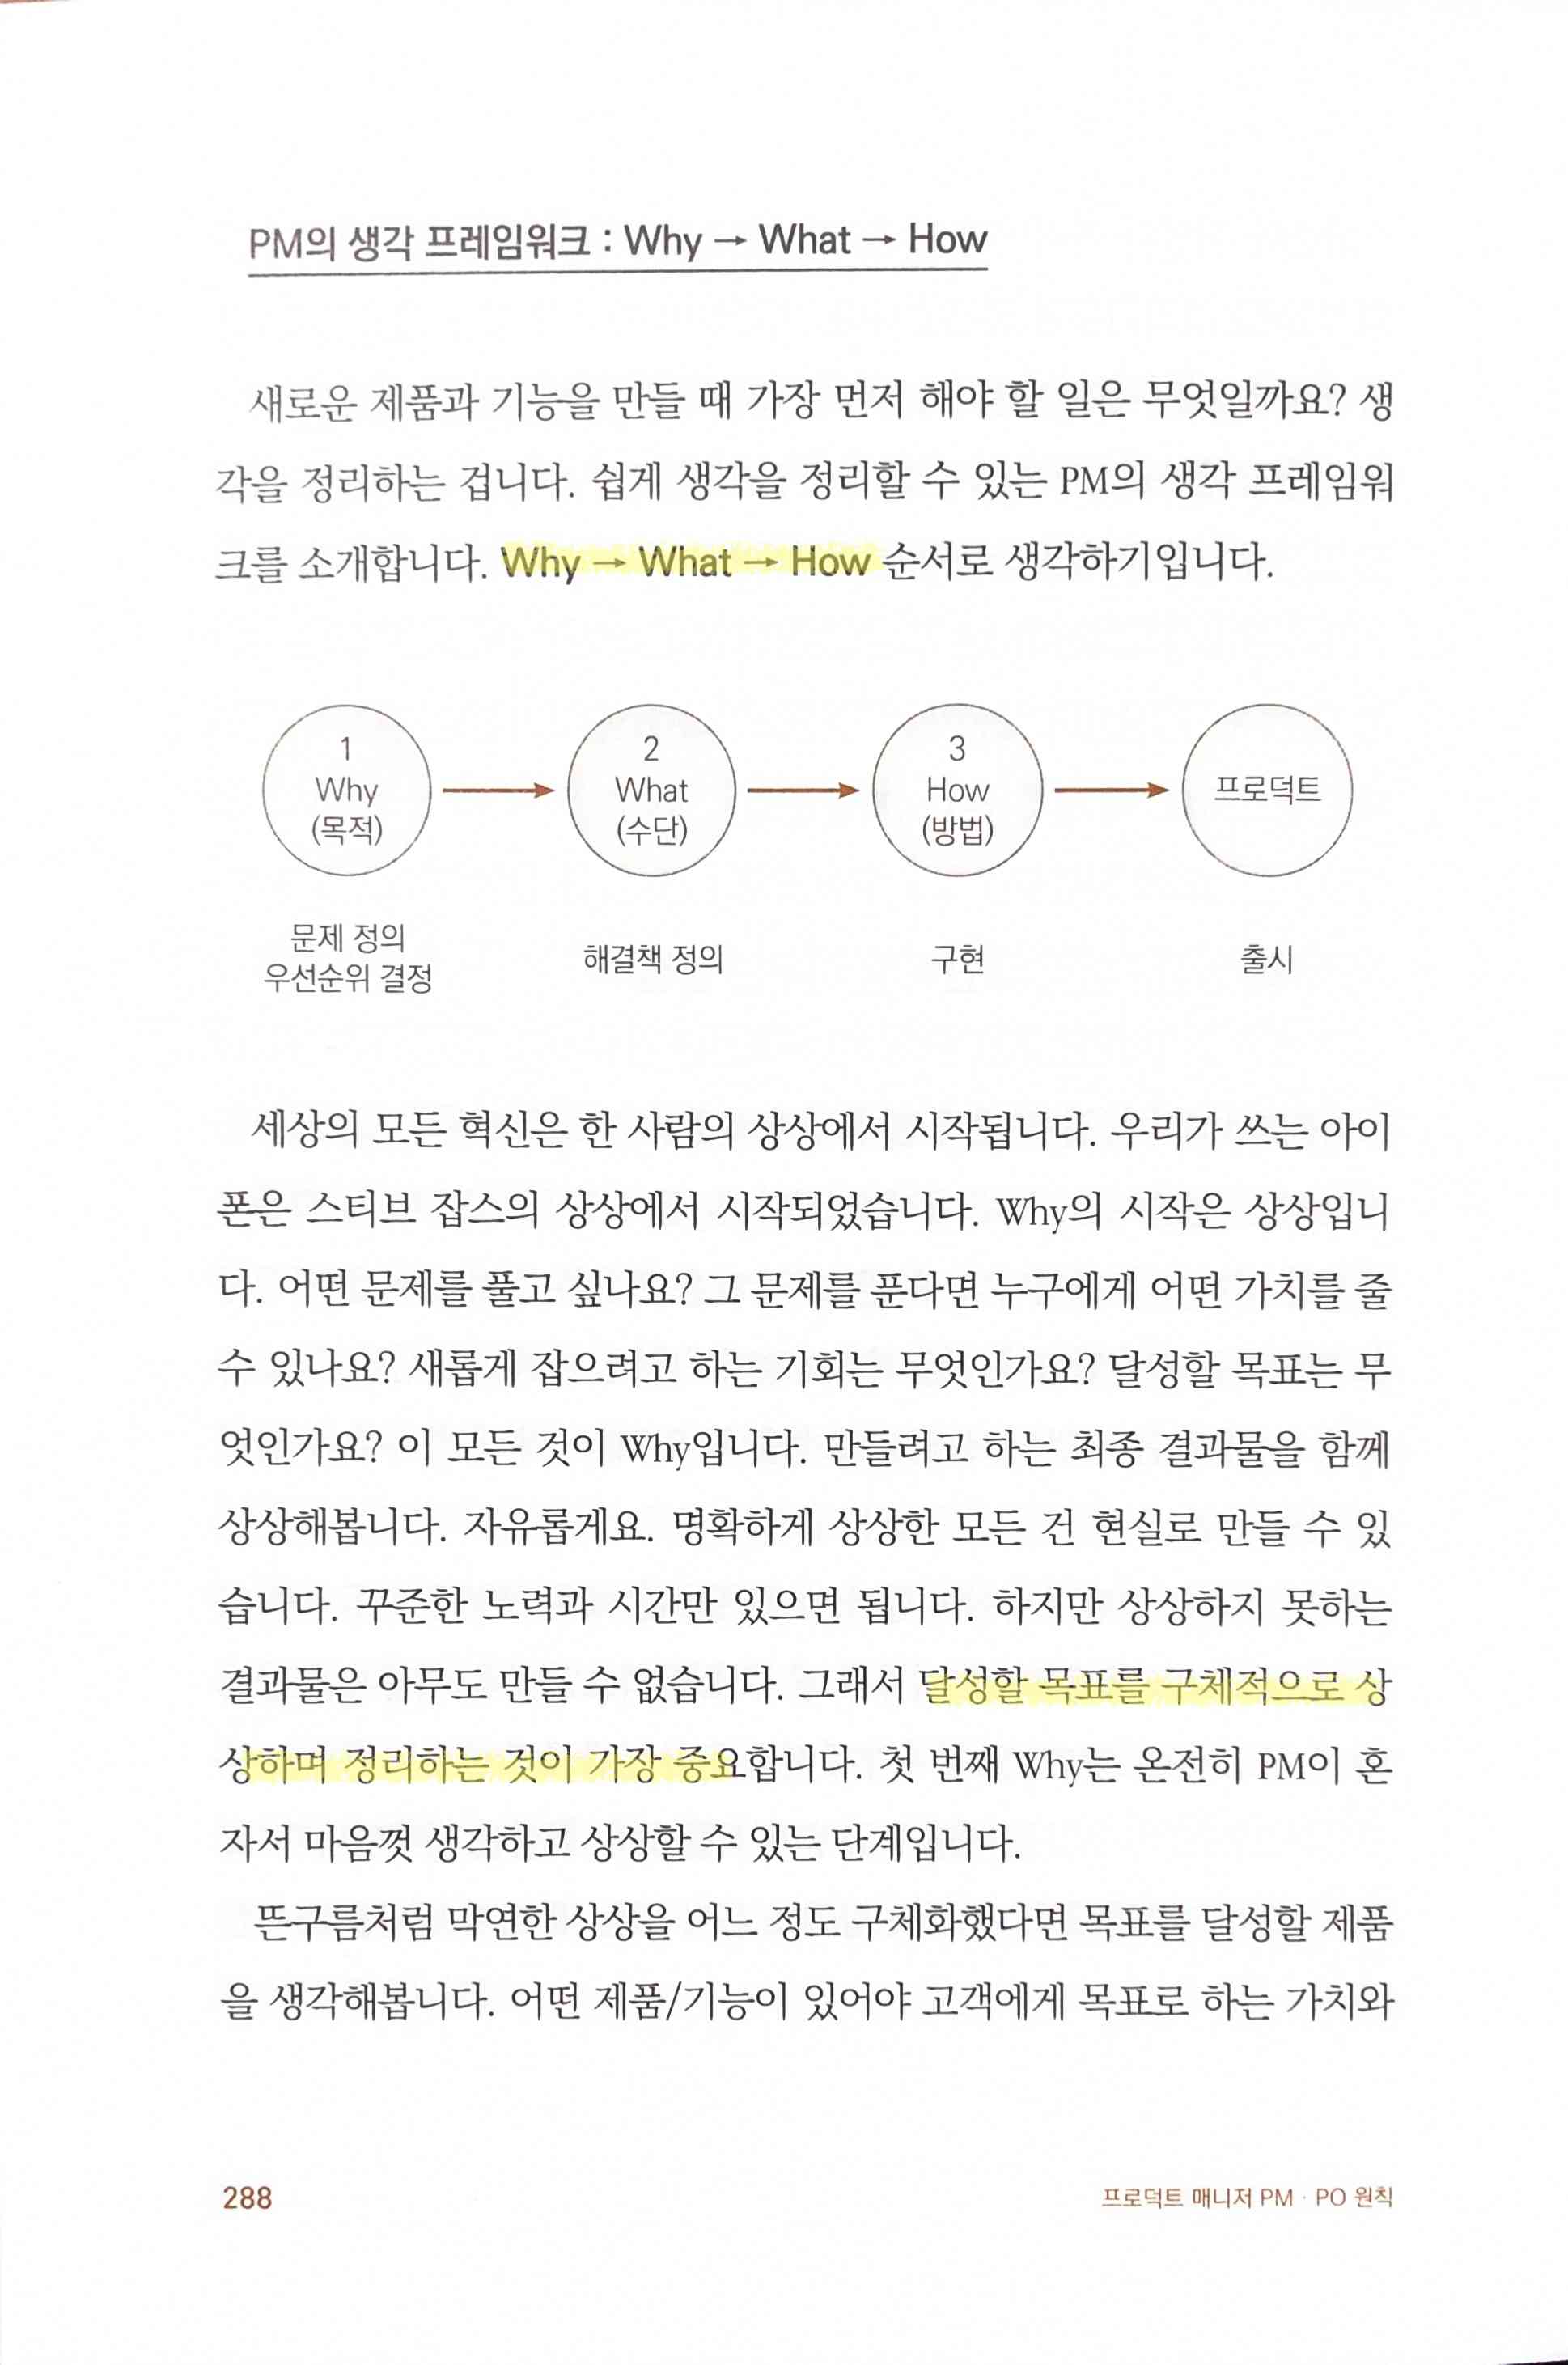 PM의 생각 프레임워크 : Why → What → How
새로운 제품과 기능을 만들 때 가장 먼저 해야 할 일은 무엇일까요? 생
각을 정리하는 겁니다. 쉽게 생각을 정리할 수 있는 PM의 생각 프레임워
크를 소개합니다. Why → What → How 순서로 생각하기입니다.
1
Why
(목적)
2
What
(수단)
3
How
(방법)
프로덕트
문제 정의
우선순위 결정
해결책 정의
구현
출시
세상의 모든 혁신은 한 사람의 상상에서 시작됩니다. 우리가 쓰는 아이
폰은 스티브 잡스의 상상에서 시작되었습니다. Why의 시작은 상상입니
다. 어떤 문제를 풀고 싶나요? 그 문제를 푼다면 누구에게 어떤 가치를 줄
수 있나요? 새롭게 잡으려고 하는 기회는 무엇인가요? 달성할 목표는 무
엇인가요? 이 모든 것이 Why입니다. 만들려고 하는 최종 결과물을 함께
상상해봅니다. 자유롭게요. 명확하게 상상한 모든 건 현실로 만들 수 있
습니다. 꾸준한 노력과 시간만 있으면 됩니다. 하지만 상상하지 못하는
결과물은 아무도 만들 수 없습니다. 그래서 달성할 목표를 구체적으로 상
상하며 정리하는 것이 가장 중요합니다. 첫 번째 Why는 온전히 PM이 혼
자서 마음껏 생각하고 상상할 수 있는 단계입니다.
뜬구름처럼 막연한 상상을 어느 정도 구체화했다면 목표를 달성할 제품
을 생각해봅니다. 어떤 제품/기능이 있어야 고객에게 목표로 하는 가치와
288
프로덕트 매니저 PM · PO 원칙